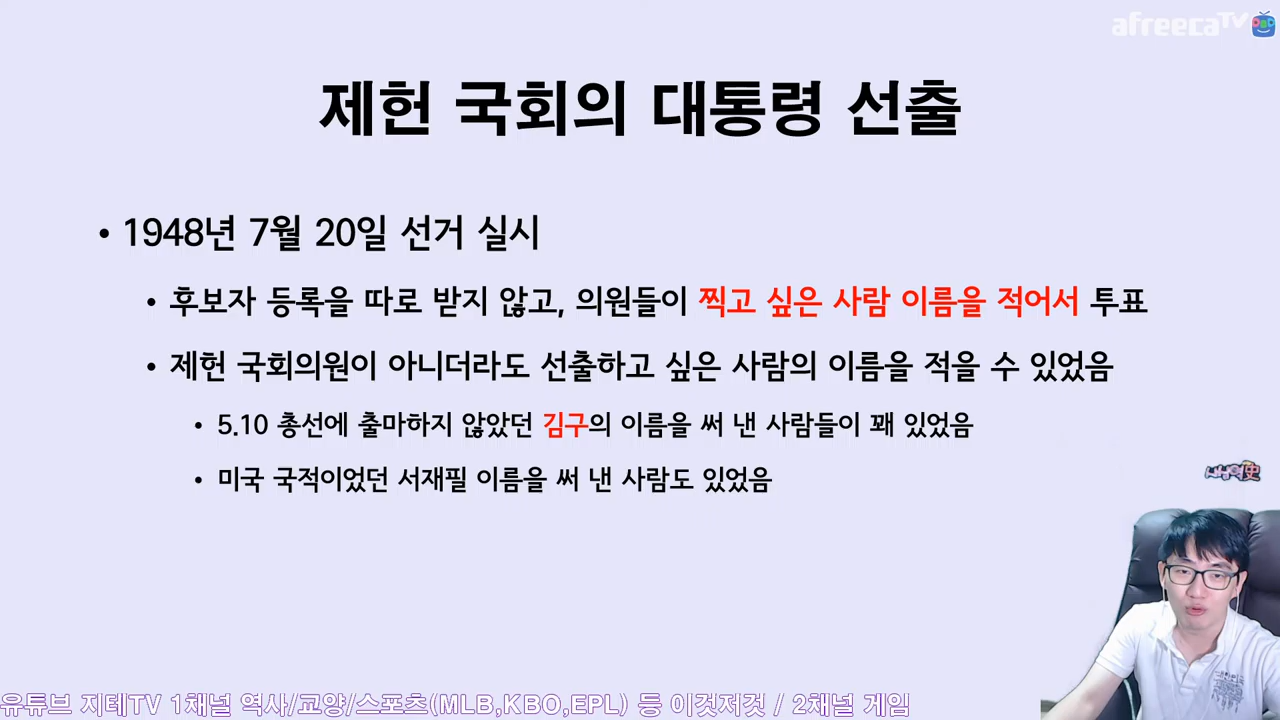 afreecaTV
제헌 국회의 대통령 선출
• 1948년 7월 20일 선거 실시
• 후보자 등록을 따로 받지 않고, 의원들이 찍고 싶은 사람 이름을 적어서 투표
• 제헌 국회의원이 아니더라도 선출하고 싶은 사람의 이름을 적을 수 있었음
• 5.10 총선에 출마하지 않았던 김구의 이름을 써 낸 사람들이 꽤 있었음
• 미국 국적이었던 서재필 이름을 써 낸 사람도 있었음
유튜브 지테TV 1채널 역사/교양/스포츠(MLB,KBO,EPL) 등 이것저것 / 2채널 게임